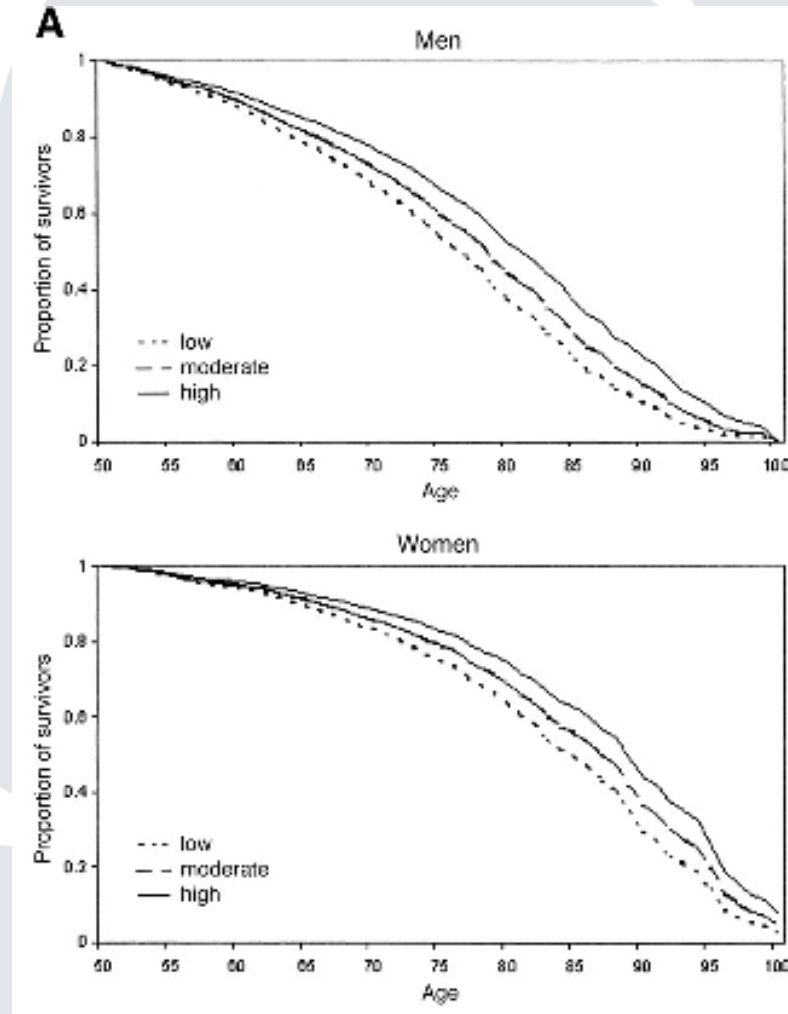 A
Men
1
0.8
0.6
0.4
0.2
0
Proportion of survivors
low
moderate
high
50 55 60 65 70 75 80 85 90 95 100
Age
Women
1
0.8
0.6
0.4
0.2
0
Proportion of survivors
low
moderate
high
50 55 60 65 70 75 80 85 90 95 100
Age